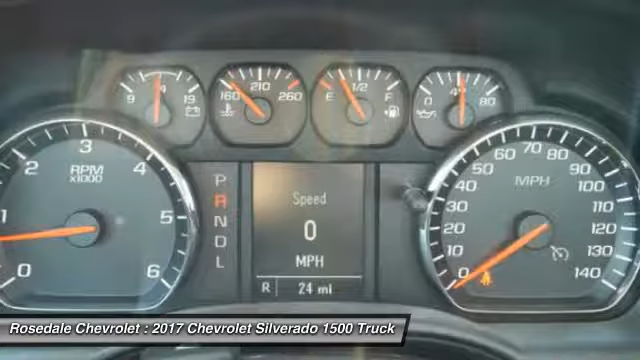 9 14 19
160 210 260
E 1/2 F
0 40 80
1 2 3
RPM
x1000
0 6
P
R
N
D
L
Speed
0
MPH
R 24 mi
0 10 20 30 40 50 60 70 80 90 100 110 120 130 140
MPH
Rosedale Chevrolet : 2017 Chevrolet Silverado 1500 Truck